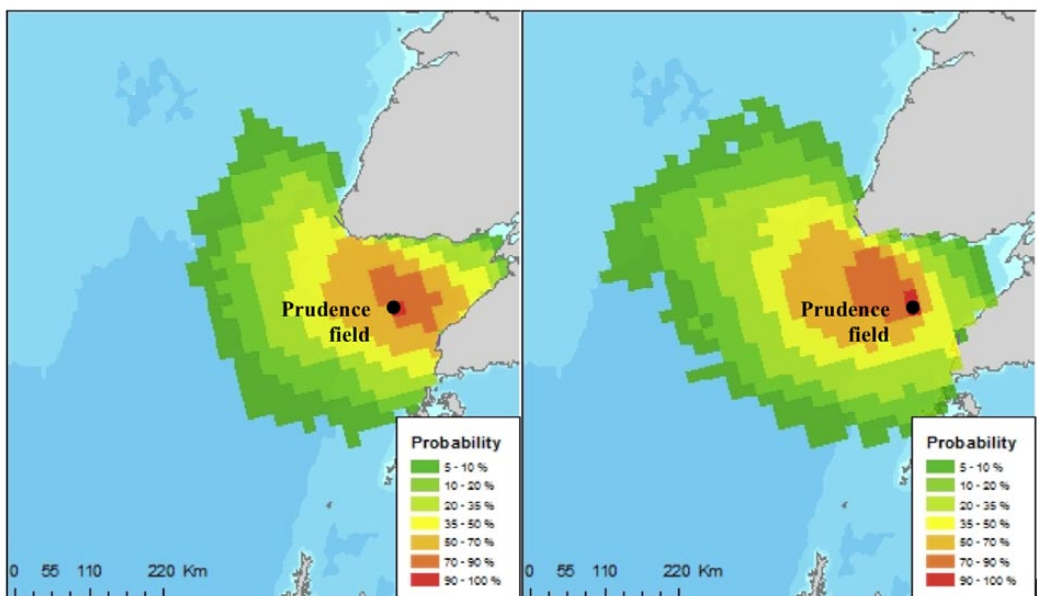 Prudence
field
Probability
5 - 10 %
10 - 20 %
20 - 35 %
35 - 50 %
50 - 70 %
70 - 90 %
90 - 100 %
0 55 110 220 Km
Prudence
field
Probability
5 - 10 %
10 - 20 %
20 - 35 %
35 - 50 %
50 - 70 %
70 - 90 %
90 - 100 %
0 55 110 220 Km